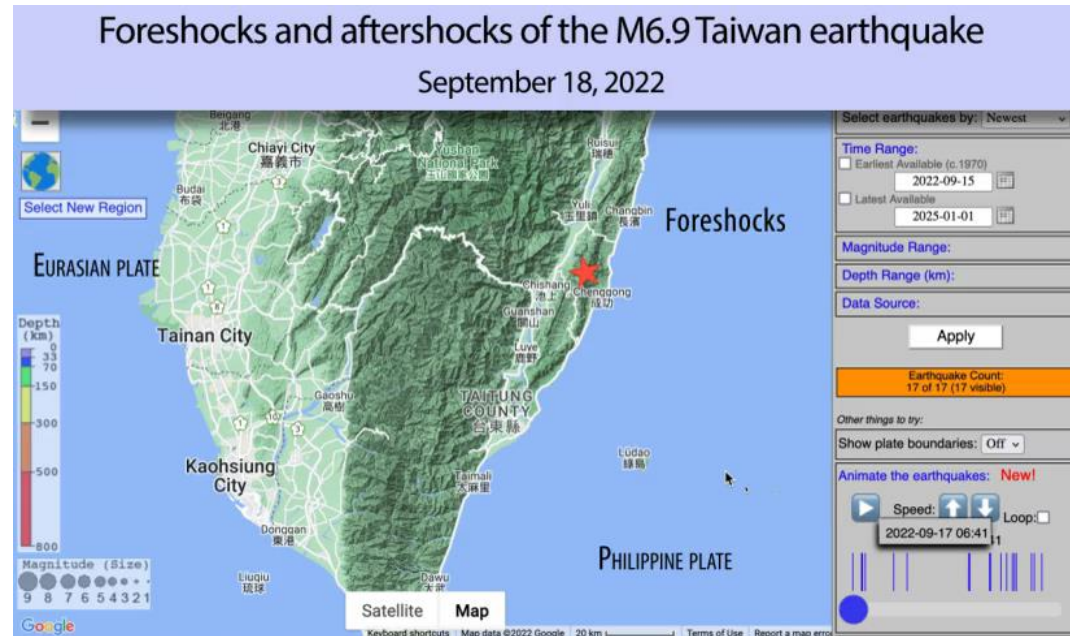 Foreshocks and aftershocks of the M6.9 Taiwan earthquake
September 18, 2022
Beigang
北港
Chiayi City
嘉義市
Yushan
National Park
玉山國家公園
Ruisui
瑞穗
Budai
布袋
Select New Region
Yuli
玉里鎮
Changbin
長濱
Foreshocks
EURASIAN PLATE
Chishang
池上
Chenggong
成功
Guanshan
關山
Tainan City
Luye
鹿野
Gaoshu
高樹
TAITUNG
COUNTY
台東縣
Lüdao
綠島
Kaohsiung
City
Taimali
太麻里
Donggan
東港
PHILIPPINE PLATE
Liuqiu
琉球
Dawu
大武
Depth
(km)
0
33
70
150
300
500
800
Magnitude (Size)
9 8 7 6 5 4 3 2 1
Google
Satellite Map
Keyboard shortcuts Map data ©2022 Google 20 km Terms of Use Report a map error
Select earthquakes by: Newest
Time Range:
Earliest Available (c.1970)
2022-09-15
Latest Available
2025-01-01
Magnitude Range:
Depth Range (km):
Data Source:
Apply
Earthquake Count:
17 of 17 (17 visible)
Other things to try:
Show plate boundaries: Off
Animate the earthquakes: New!
Speed: Loop:
2022-09-17 06:41